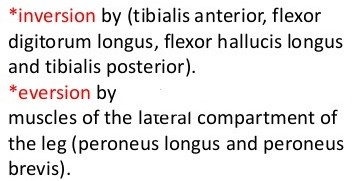 *inversion by (tibialis anterior, flexor
digitorum longus, flexor hallucis longus
and tibialis posterior).
*eversion by
muscles of the lateral compartment of
the leg (peroneus longus and peroneus
brevis).